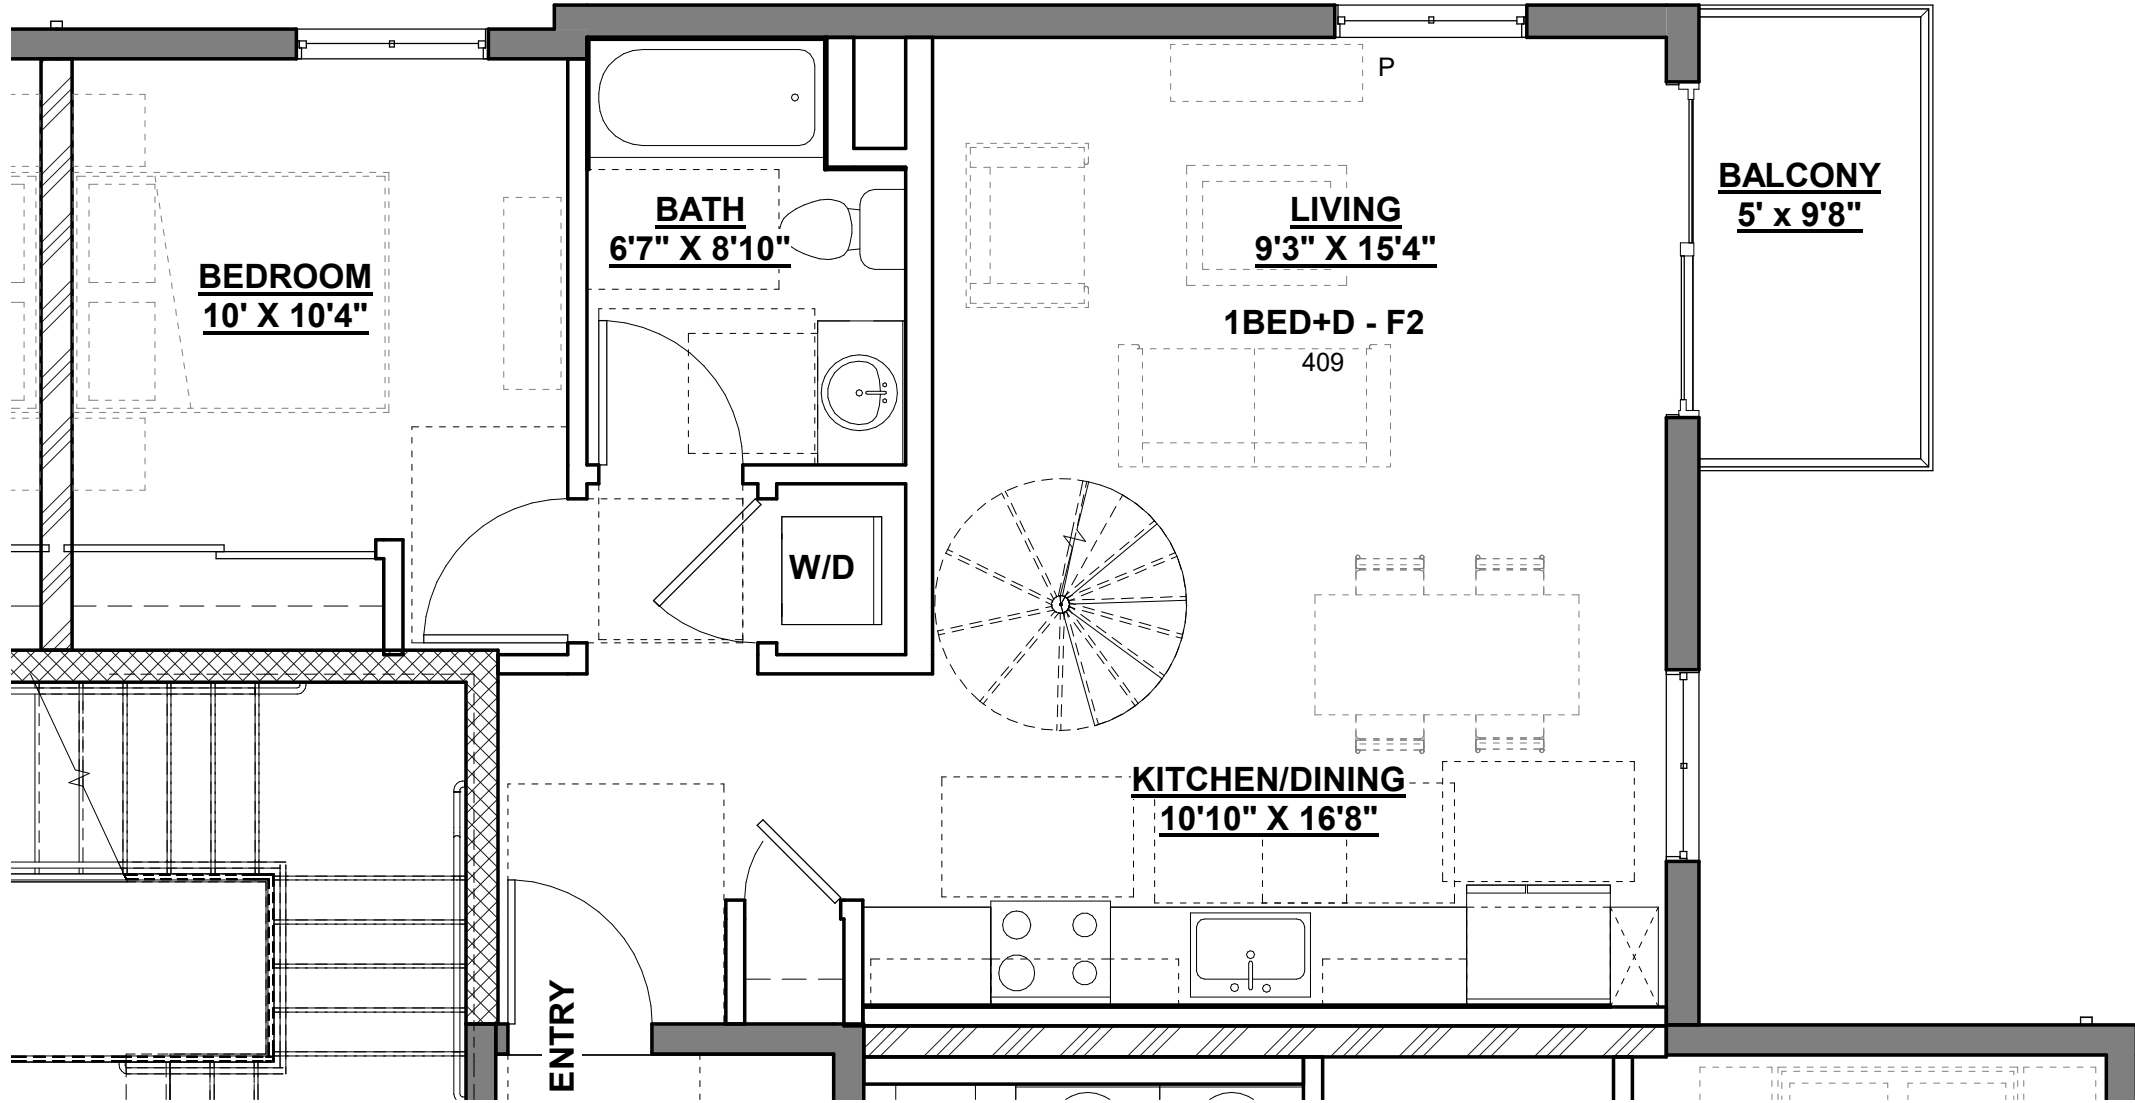 P
BATH
6'7" X 8'10"
LIVING
9'3" X 15'4"
BALCONY
5' x 9'8"
BEDROOM
10' X 10'4"
1BED+D - F2
409
W/D
KITCHEN/DINING
10'10" X 16'8"
ENTRY